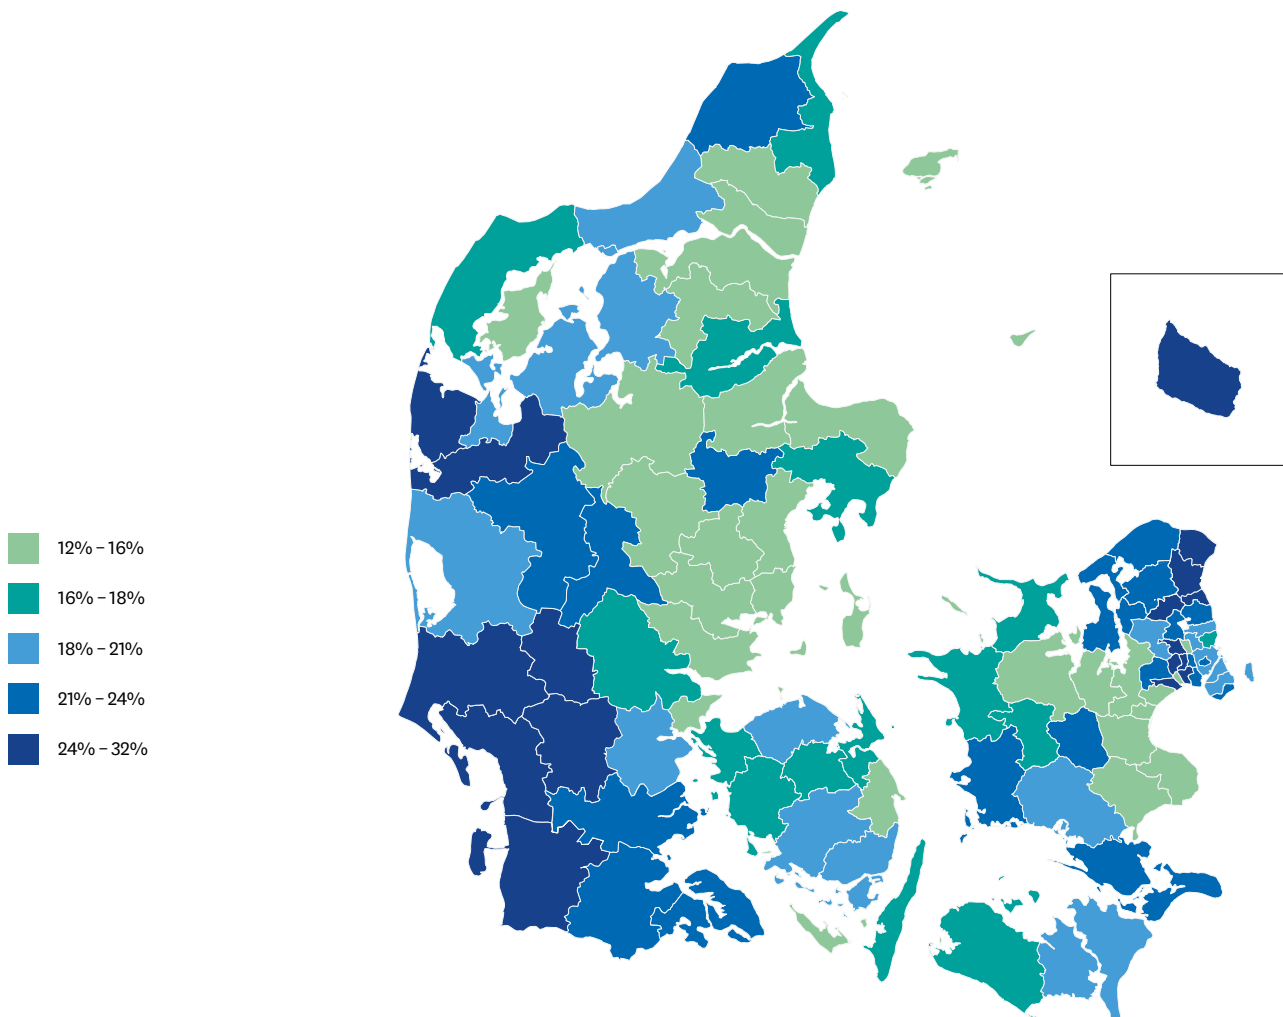 12% – 16%
16% – 18%
18% – 21%
21% – 24%
24% – 32%